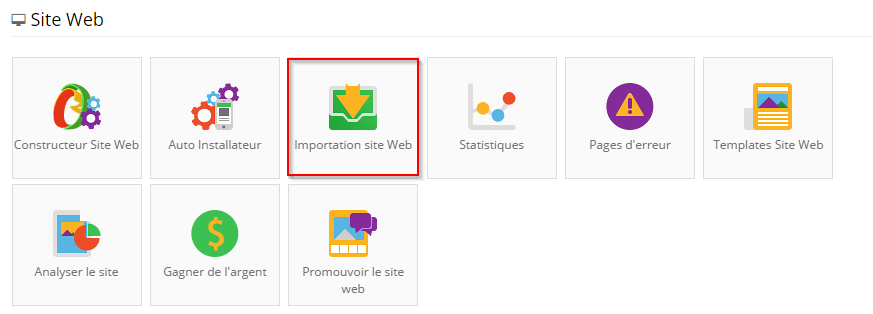 Site Web
Constructeur Site Web
Auto Installateur
Importation site Web
Statistiques
Pages d'erreur
Templates Site Web
Analyser le site
Gagner de l'argent
Promouvoir le site
web